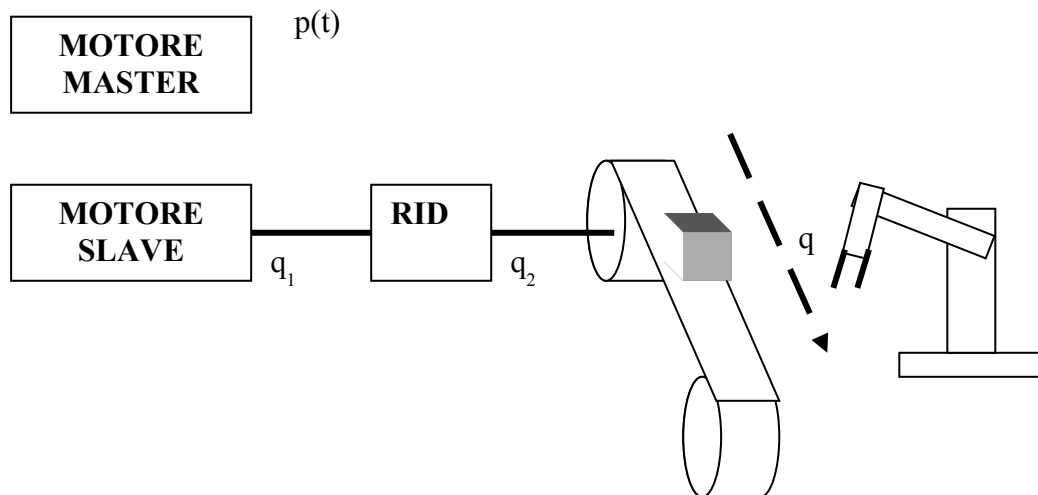 p(t)
MOTORE
MASTER
MOTORE
SLAVE
RID
q
q₁
q₂